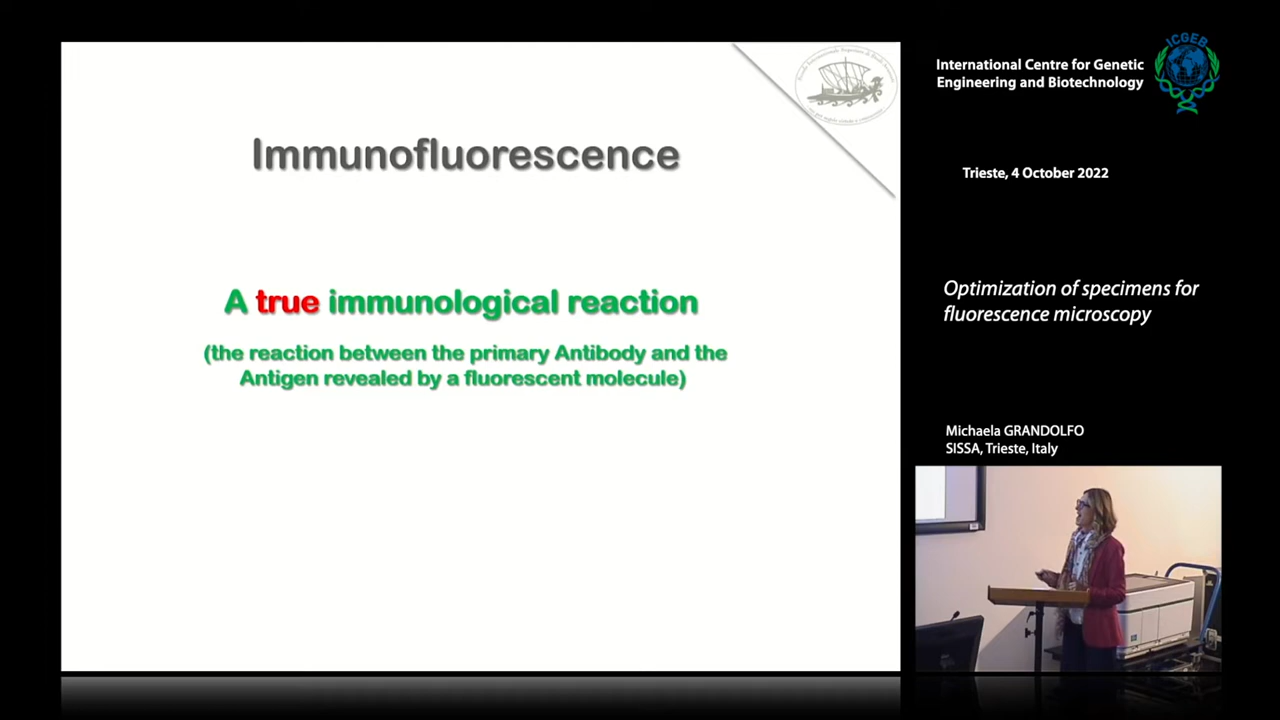 Immunofluorescence
A true immunological reaction
(the reaction between the primary Antibody and the
Antigen revealed by a fluorescent molecule)
ICGEB
International Centre for Genetic
Engineering and Biotechnology
Trieste, 4 October 2022
Optimization of specimens for
fluorescence microscopy
Michaela GRANDOLFO
SISSA, Trieste, Italy